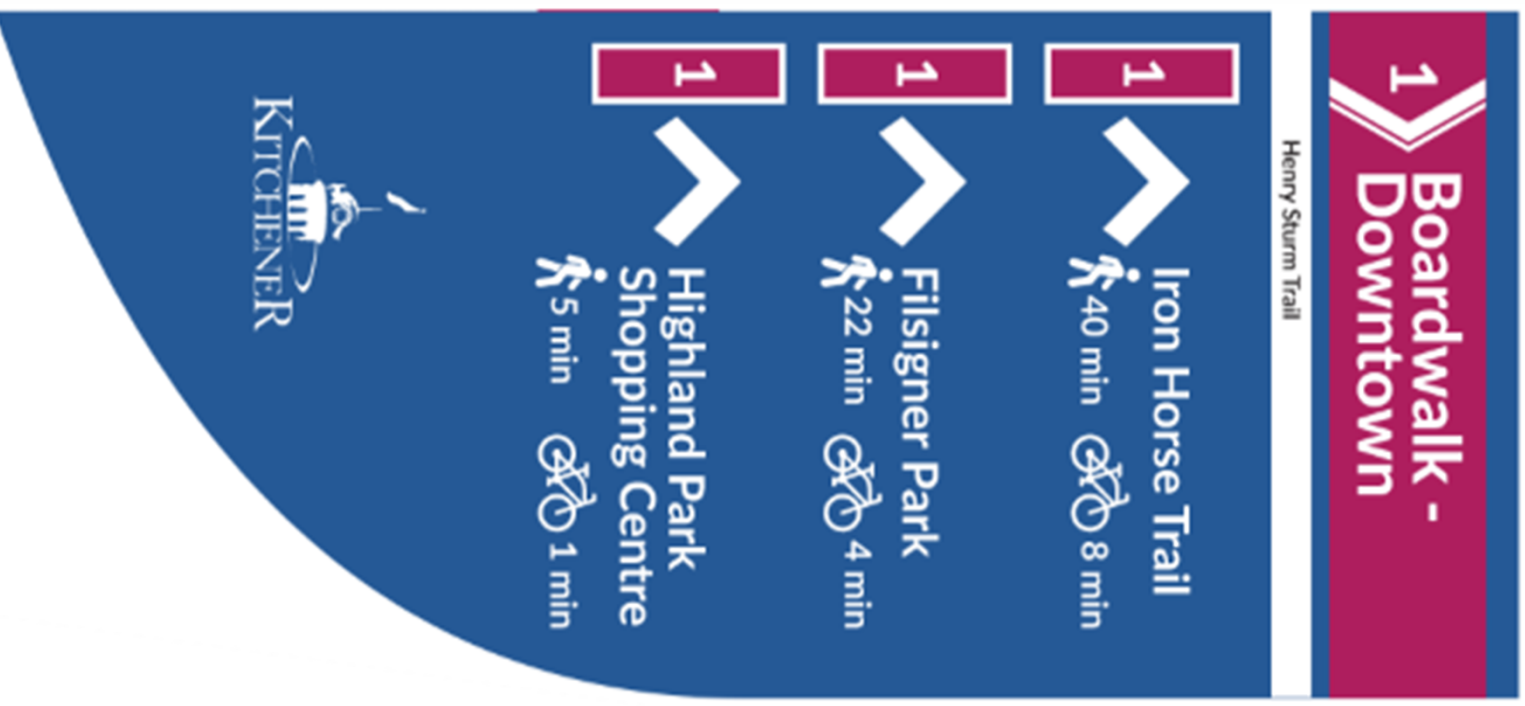 1 Boardwalk -
Downtown
Henry Sturm Trail
1 Iron Horse Trail
40 min 8 min
1 Filsigner Park
22 min 4 min
1 Highland Park
Shopping Centre
5 min 1 min
KITCHENER